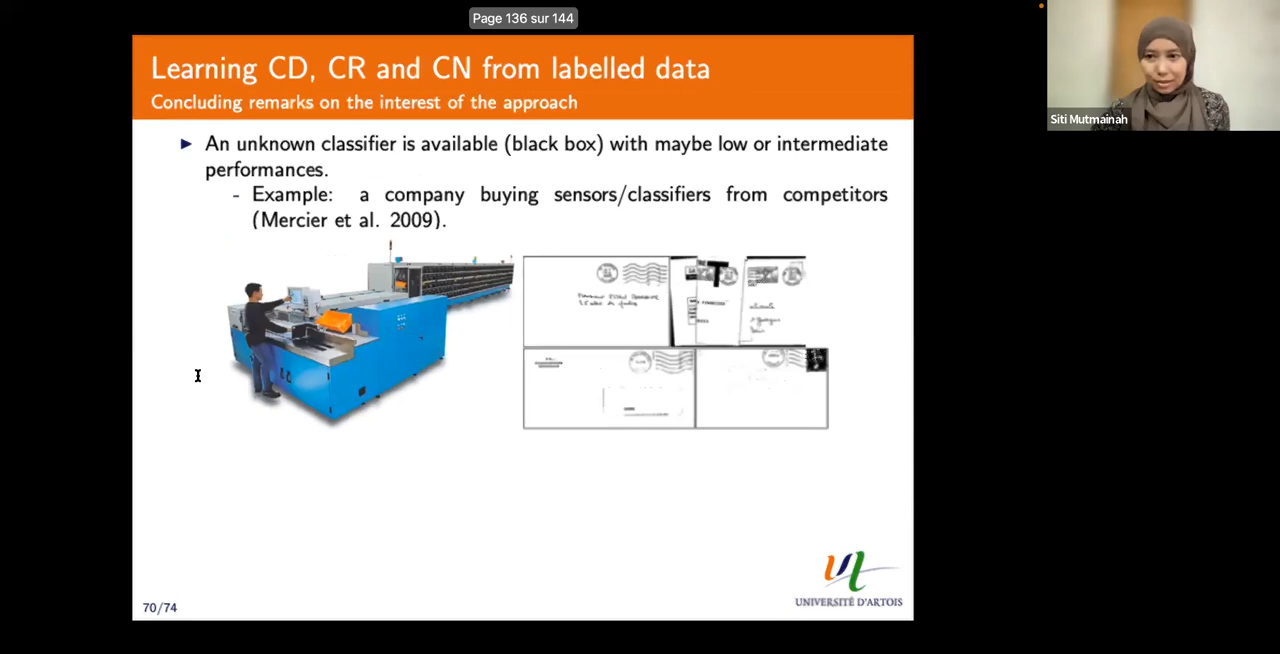 Page 136 sur 144
Learning CD, CR and CN from labelled data
Concluding remarks on the interest of the approach
Siti Mutmainah
► An unknown classifier is available (black box) with maybe low or intermediate
performances.
- Example: a company buying sensors/classifiers from competitors
(Mercier et al. 2009).
70/74
UNIVERSITÉ D'ARTOIS